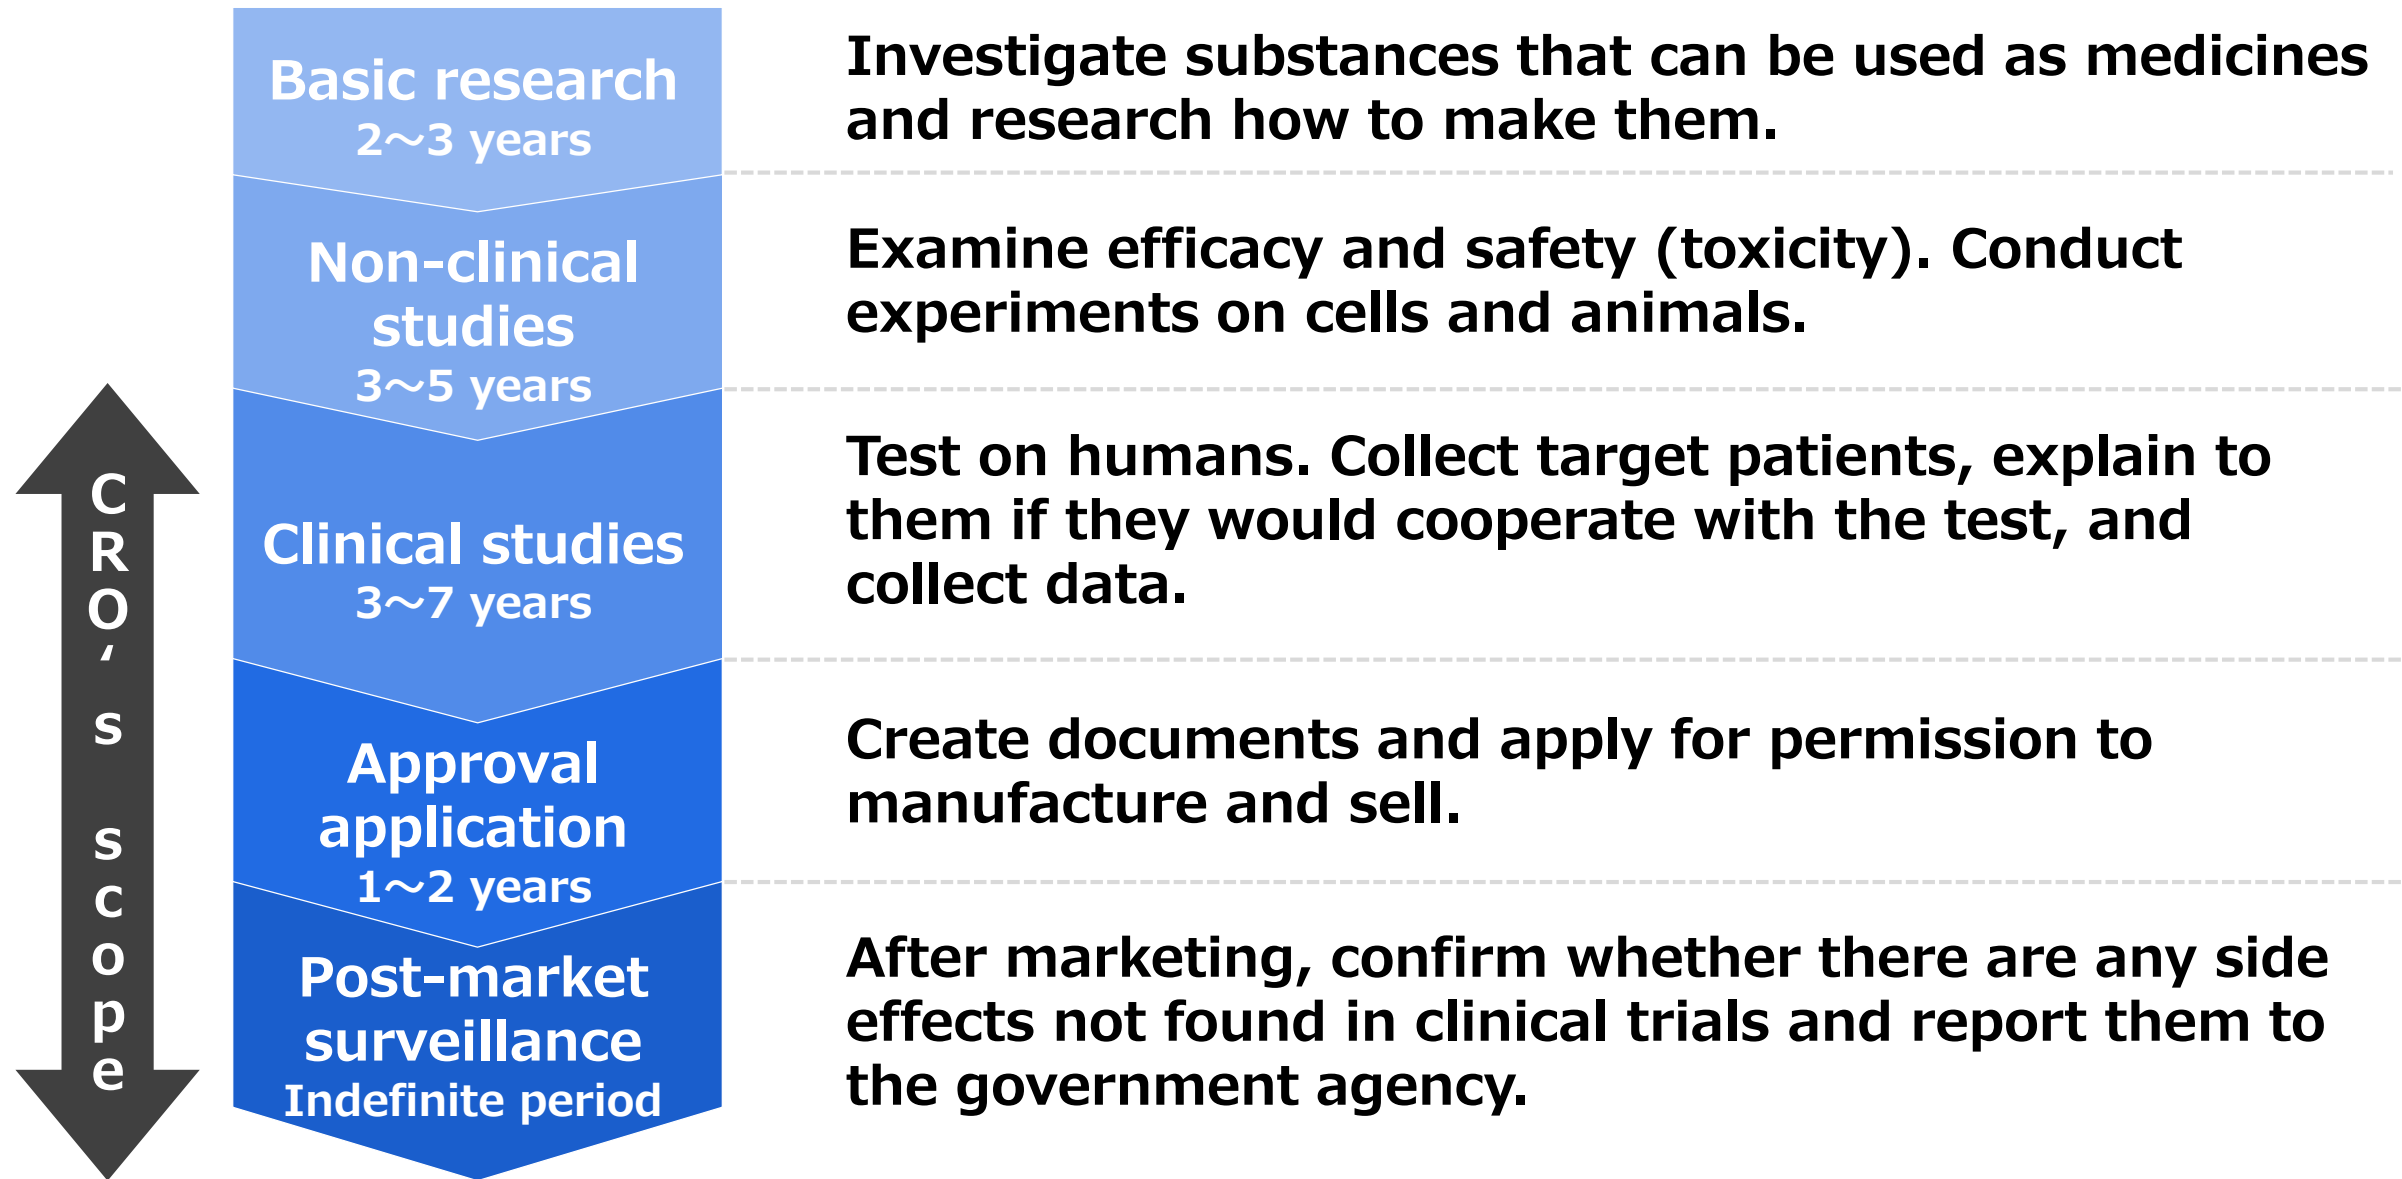 Basic research
2～3 years
Investigate substances that can be used as medicines
and research how to make them.
Non-clinical
studies
3～5 years
Examine efficacy and safety (toxicity). Conduct
experiments on cells and animals.
Clinical studies
3～7 years
Test on humans. Collect target patients, explain to
them if they would cooperate with the test, and
collect data.
Approval
application
1～2 years
Create documents and apply for permission to
manufacture and sell.
Post-market
surveillance
Indefinite period
After marketing, confirm whether there are any side
effects not found in clinical trials and report them to
the government agency.
CRO‘s scope